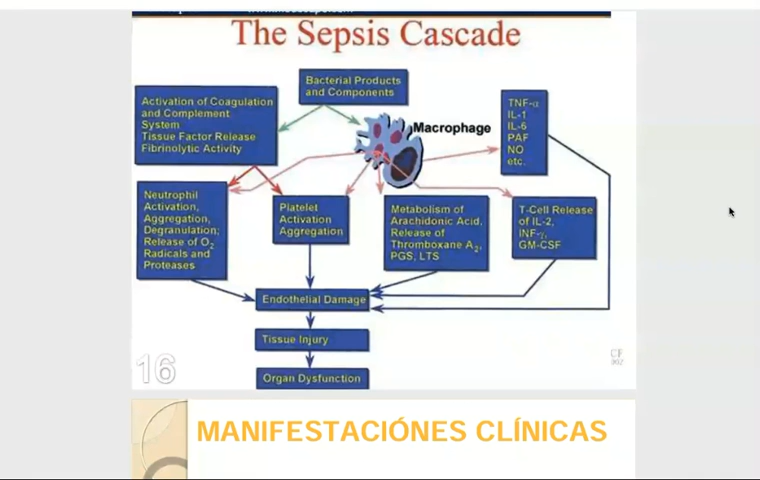 The Sepsis Cascade
Bacterial Products
and Components
Activation of Coagulation
and Complement
System
Tissue Factor Release
Fibrinolytic Activity
Macrophage
TNF-α
IL-1
IL-6
PAF
NO
etc.
Neutrophil
Activation,
Aggregation,
Degranulation;
Release of O2
Radicals and
Proteases
Platelet
Activation
Aggregation
Metabolism of
Arachidonic Acid,
Release of
Thromboxane A2,
PGS, LTS
T-Cell Release
of IL-2,
INF-γ,
GM-CSF
Endothelial Damage
Tissue Injury
Organ Dysfunction
16
MANIFESTACIÓNES CLÍNICAS